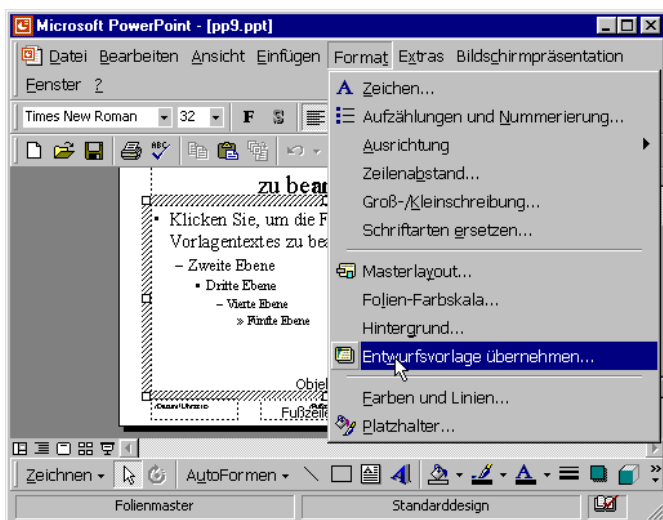 Microsoft PowerPoint - [pp9.ppt]
Datei Bearbeiten Ansicht Einfügen Format Extras Bildschirmpräsentation
Fenster ?
Times New Roman 32 F S
ABC
Zeichen...
Aufzählungen und Nummerierung...
Ausrichtung
Zeilenabstand...
Groß-/Kleinschreibung...
Schriftarten ersetzen...
Masterlayout...
Folien-Farbskala...
Hintergrund...
Entwurfsvorlage übernehmen...
Farben und Linien...
Platzhalter...
zu bear
• Klicken Sie, um die F
Vorlagentextes zu bea
– Zweite Ebene
• Dritte Ebene
– Vierte Ebene
» Fünfte Ebene
Objel
Fußzeile
Zeichnen AutoFormen
Folienmaster Standarddesign